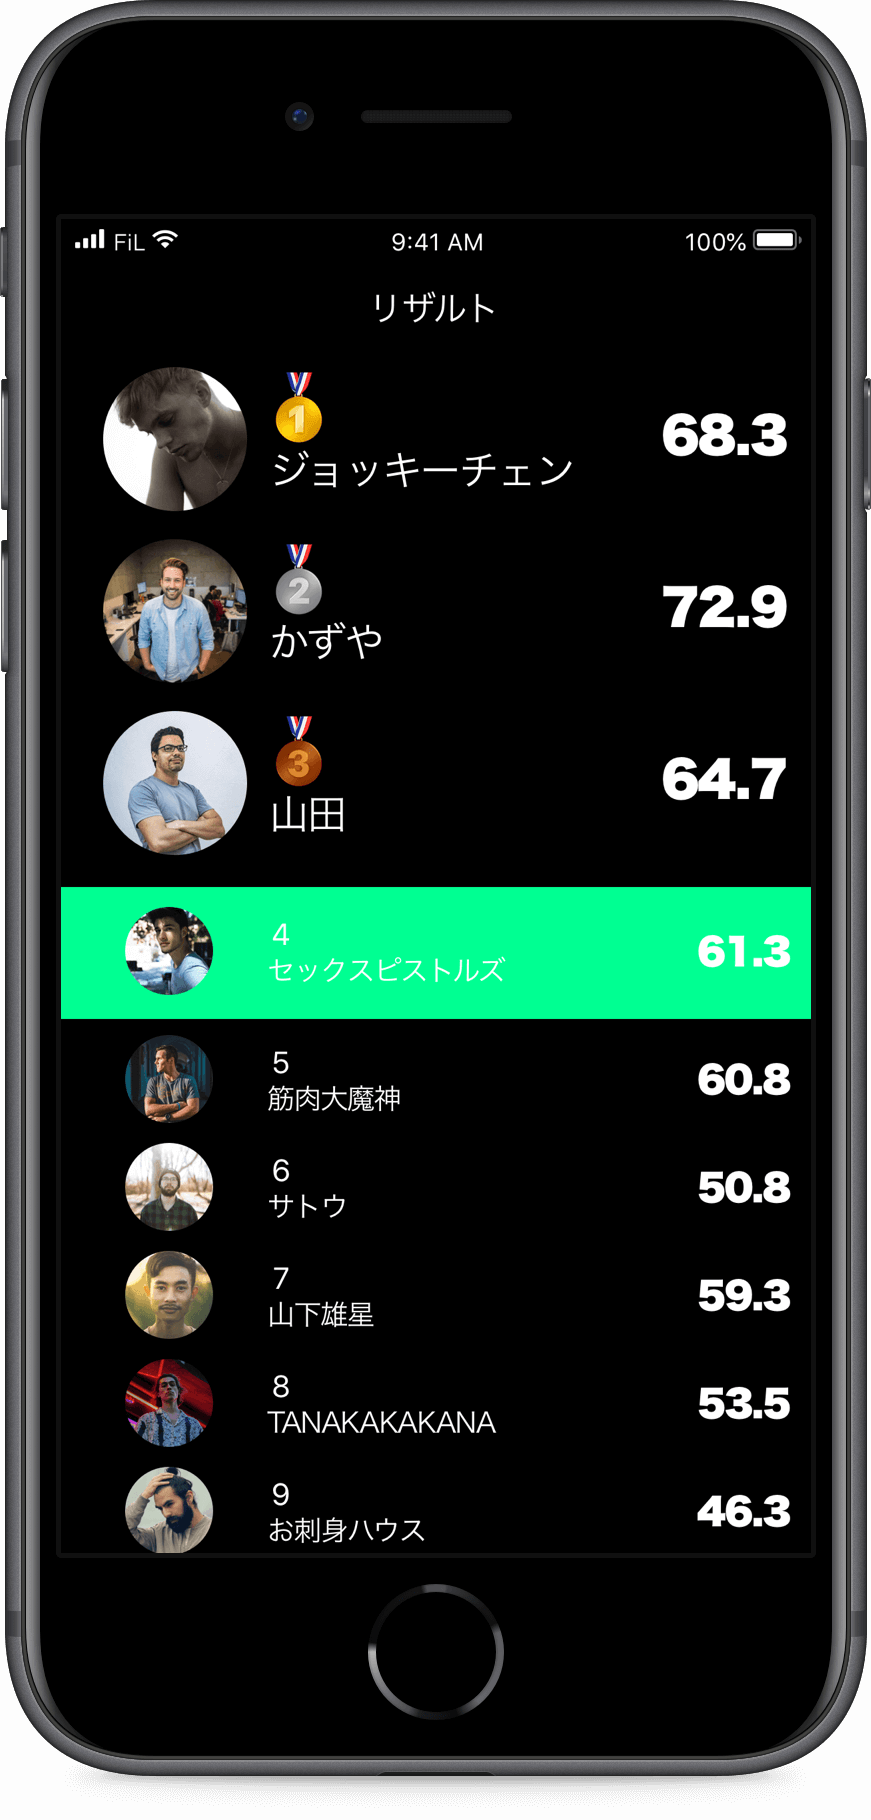 FiL 9:41 AM 100%
リザルト
1
ジョッキーチェン
68.3
2
かずや
72.9
3
山田
64.7
4
セックスピストルズ
61.3
5
筋肉大魔神
60.8
6
サトウ
50.8
7
山下雄星
59.3
8
TANAKAKAKANA
53.5
9
お刺身ハウス
46.3